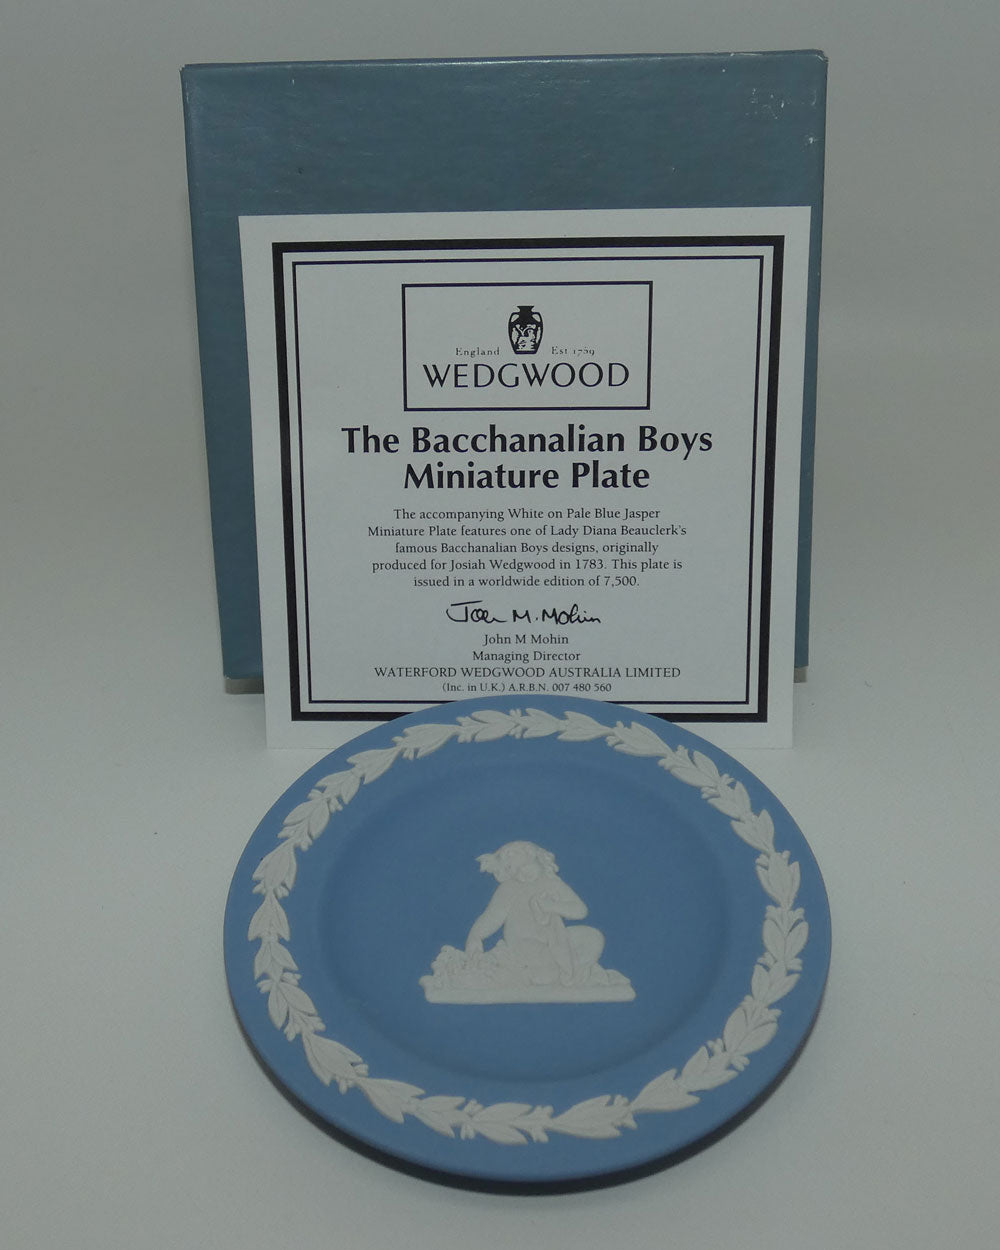 England Est 1759
WEDGWOOD
The Bacchanalian Boys
Miniature Plate
The accompanying White on Pale Blue Jasper
Miniature Plate features one of Lady Diana Beauclerk's
famous Bacchanalian Boys designs, originally
produced for Josiah Wedgwood in 1783. This plate is
issued in a worldwide edition of 7,500.
John M. Mohin
John M Mohin
Managing Director
WATERFORD WEDGWOOD AUSTRALIA LIMITED
(Inc. in U.K.) A.R.B.N. 007 480 560